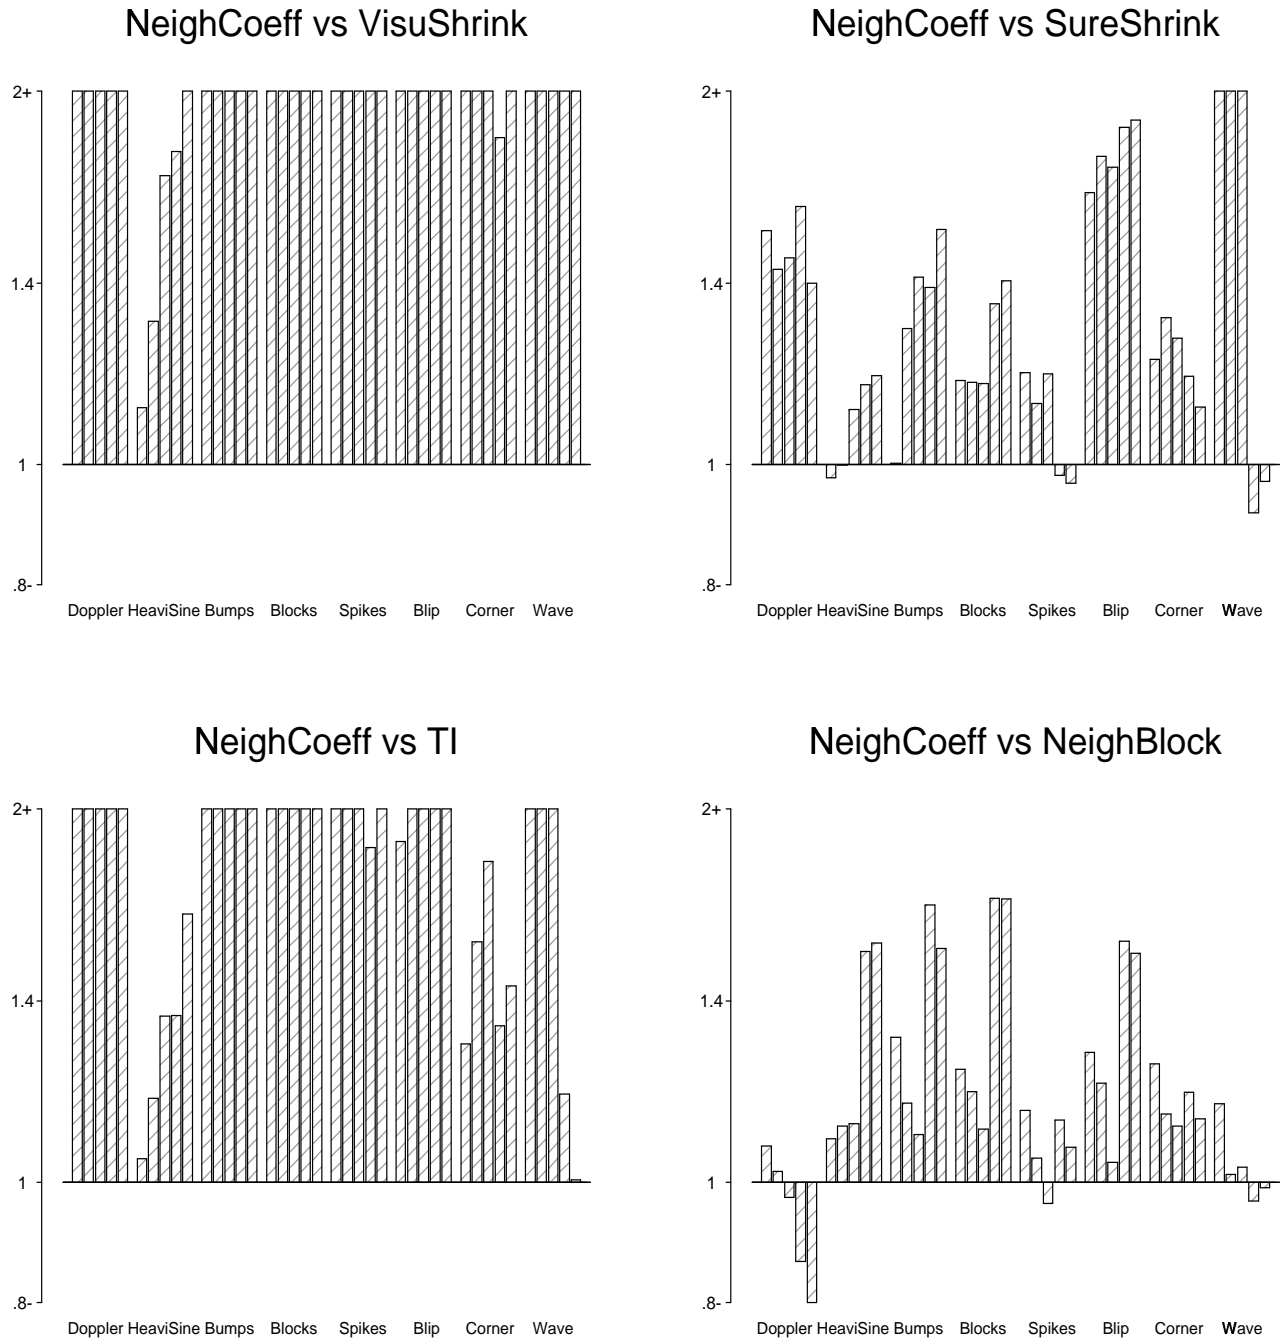 NeighCoeff vs VisuShrink
2+
1.4
1
.8-
Doppler HeaviSine Bumps Blocks Spikes Blip Corner Wave
NeighCoeff vs SureShrink
2+
1.4
1
.8-
Doppler HeaviSine Bumps Blocks Spikes Blip Corner Wave
NeighCoeff vs TI
2+
1.4
1
.8-
Doppler HeaviSine Bumps Blocks Spikes Blip Corner Wave
NeighCoeff vs NeighBlock
2+
1.4
1
.8-
Doppler HeaviSine Bumps Blocks Spikes Blip Corner Wave